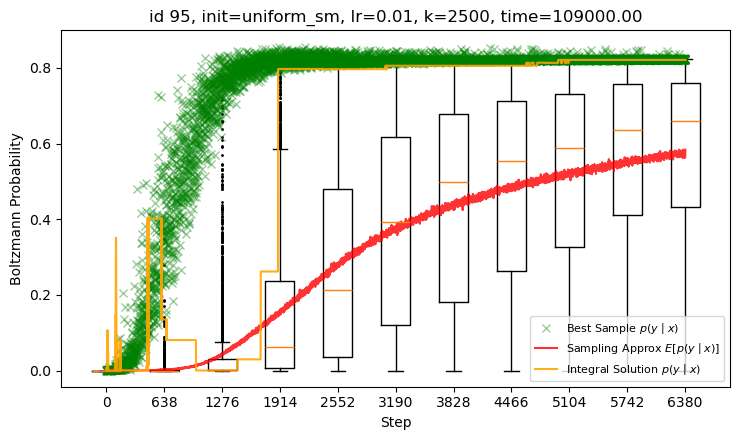 id 95, init=uniform_sm, lr=0.01, k=2500, time=109000.00
Boltzmann Probability
0.8
0.6
0.4
0.2
0.0
Best Sample p(y | x)
Sampling Approx E[p(y | x)]
Integral Solution p(y | x)
0 638 1276 1914 2552 3190 3828 4466 5104 5742 6380
Step